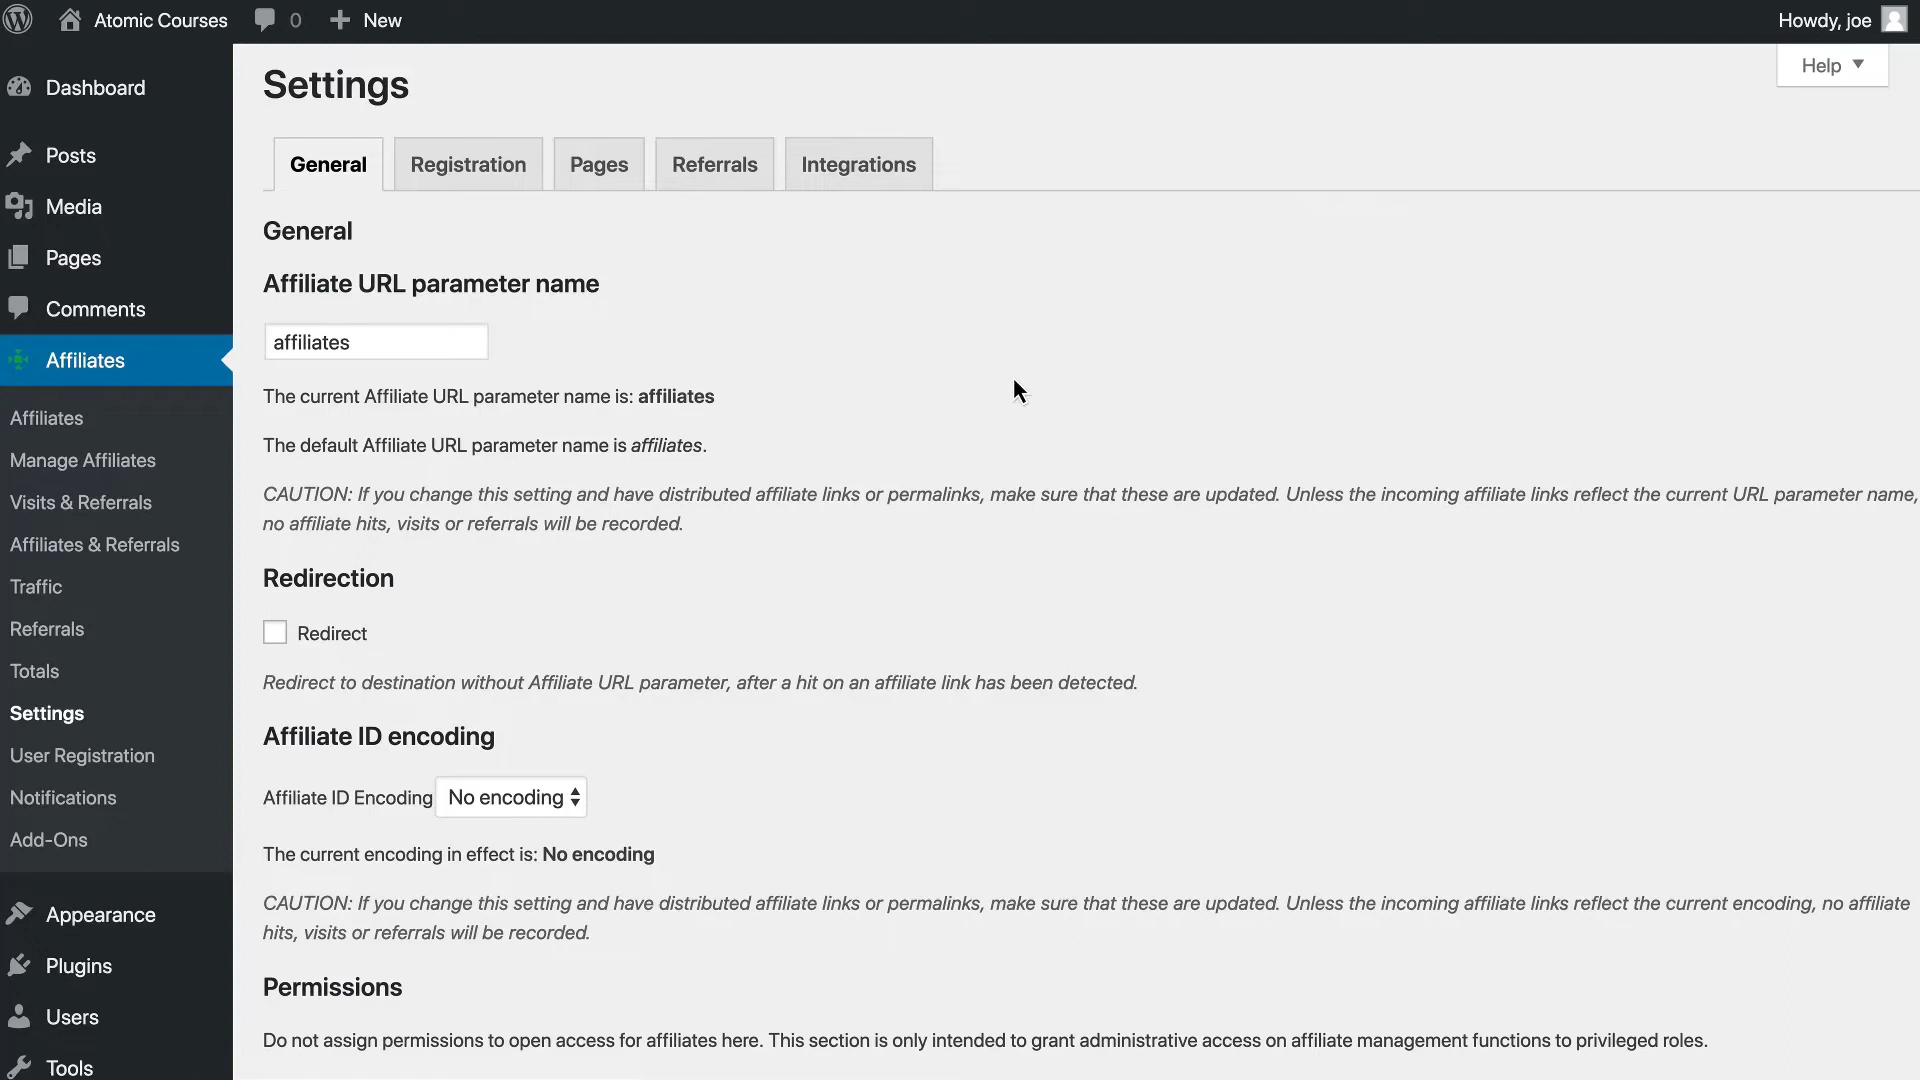 Atomic Courses 0 New Howdy, joe
Help
Dashboard
Posts
Media
Pages
Comments
Affiliates
Affiliates
Manage Affiliates
Visits & Referrals
Affiliates & Referrals
Traffic
Referrals
Totals
Settings
User Registration
Notifications
Add-Ons
Appearance
Plugins
Users
Tools
Settings
General Registration Pages Referrals Integrations
General
Affiliate URL parameter name
affiliates
The current Affiliate URL parameter name is: affiliates
The default Affiliate URL parameter name is affiliates.
CAUTION: If you change this setting and have distributed affiliate links or permalinks, make sure that these are updated. Unless the incoming affiliate links reflect the current URL parameter name,
no affiliate hits, visits or referrals will be recorded.
Redirection
Redirect
Redirect to destination without Affiliate URL parameter, after a hit on an affiliate link has been detected.
Affiliate ID encoding
Affiliate ID Encoding No encoding
The current encoding in effect is: No encoding
CAUTION: If you change this setting and have distributed affiliate links or permalinks, make sure that these are updated. Unless the incoming affiliate links reflect the current encoding, no affiliate
hits, visits or referrals will be recorded.
Permissions
Do not assign permissions to open access for affiliates here. This section is only intended to grant administrative access on affiliate management functions to privileged roles.